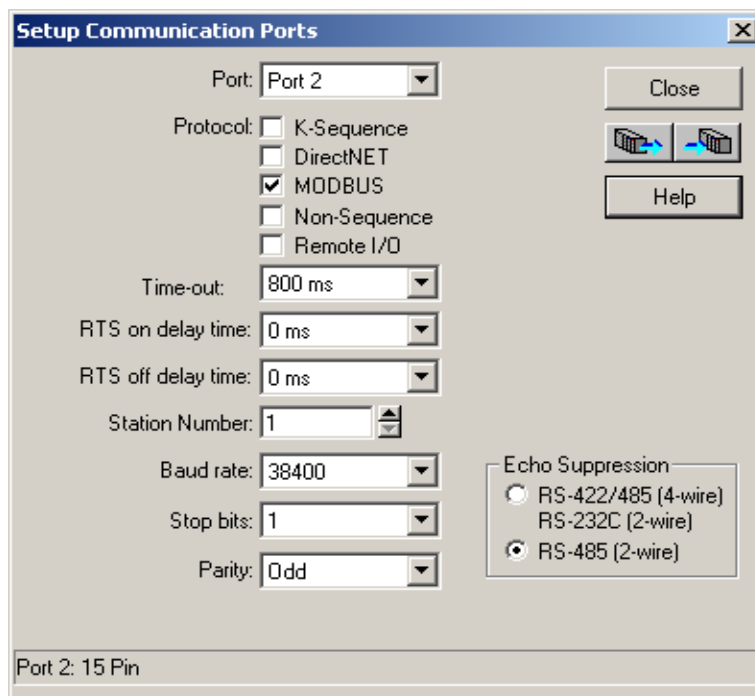 Setup Communication Ports
Port: Port 2
Close
Protocol: K-Sequence
DirectNET
MODBUS
Help
Non-Sequence
Remote I/O
Time-out: 800 ms
RTS on delay time: 0 ms
RTS off delay time: 0 ms
Station Number: 1
Baud rate: 38400
Echo Suppression
RS-422/485 (4-wire)
RS-232C (2-wire)
Stop bits: 1
RS-485 (2-wire)
Parity: Odd
Port 2: 15 Pin